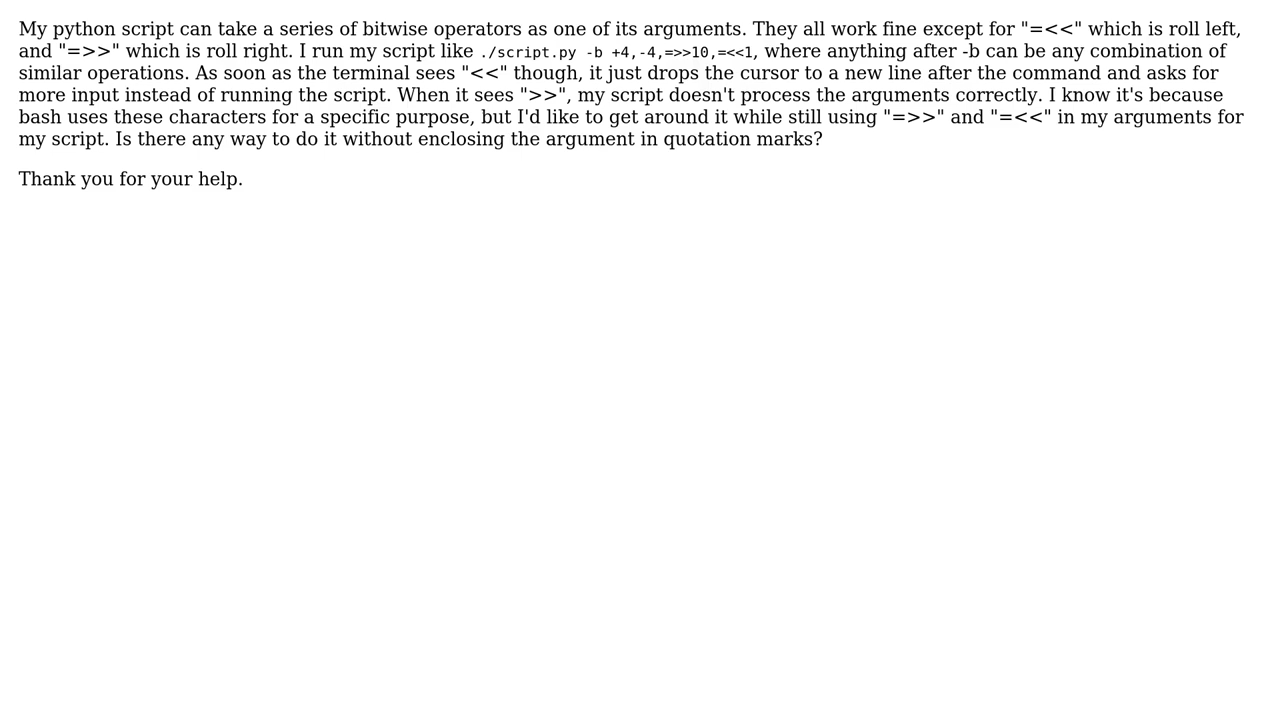 My python script can take a series of bitwise operators as one of its arguments. They all work fine except for "=<<" which is roll left,
and "=>>" which is roll right. I run my script like ./script.py -b +4,-4,=>>10,=<<1, where anything after -b can be any combination of
similar operations. As soon as the terminal sees "<<" though, it just drops the cursor to a new line after the command and asks for
more input instead of running the script. When it sees ">>", my script doesn't process the arguments correctly. I know it's because
bash uses these characters for a specific purpose, but I'd like to get around it while still using "=>>" and "=<<" in my arguments for
my script. Is there any way to do it without enclosing the argument in quotation marks?
Thank you for your help.